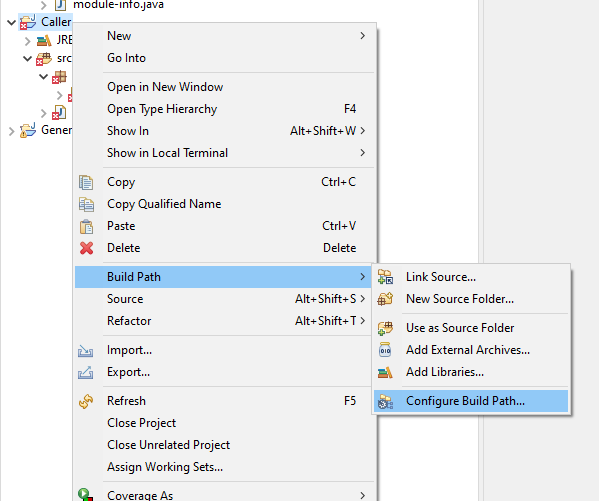 module-info.java
Caller
JRE
src
Gener
New
Go Into
Open in New Window
Open Type Hierarchy F4
Show In Alt+Shift+W
Show in Local Terminal
Copy Ctrl+C
Copy Qualified Name
Paste Ctrl+V
Delete Delete
Build Path
Source Alt+Shift+S
Refactor Alt+Shift+T
Import...
Export...
Refresh F5
Close Project
Close Unrelated Project
Assign Working Sets...
Coverage As
Link Source...
New Source Folder...
Use as Source Folder
Add External Archives...
Add Libraries...
Configure Build Path...